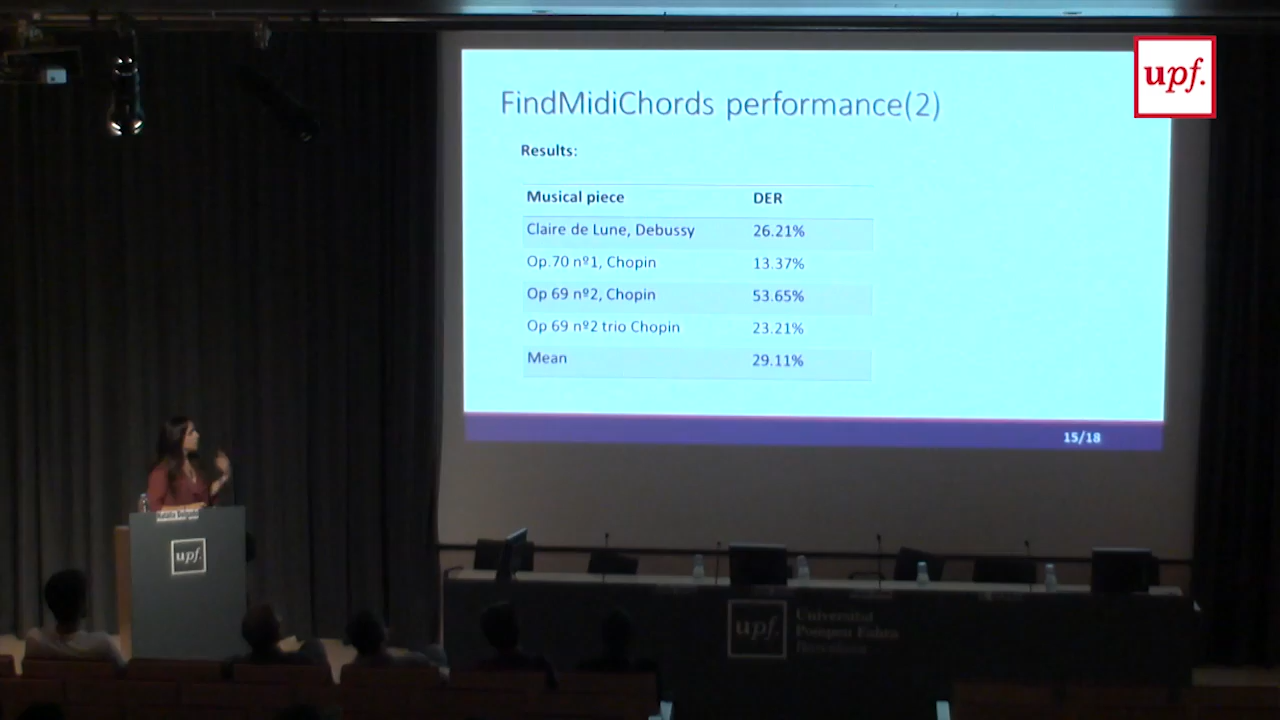 upf.
FindMidiChords performance(2)
Results:
Musical piece DER
Claire de Lune, Debussy 26.21%
Op.70 nº1, Chopin 13.37%
Op 69 nº2, Chopin 53.65%
Op 69 nº2 trio Chopin 23.21%
Mean 29.11%
15/18
upf.
upf.
Universitat
Pompeu Fabra
Barcelona